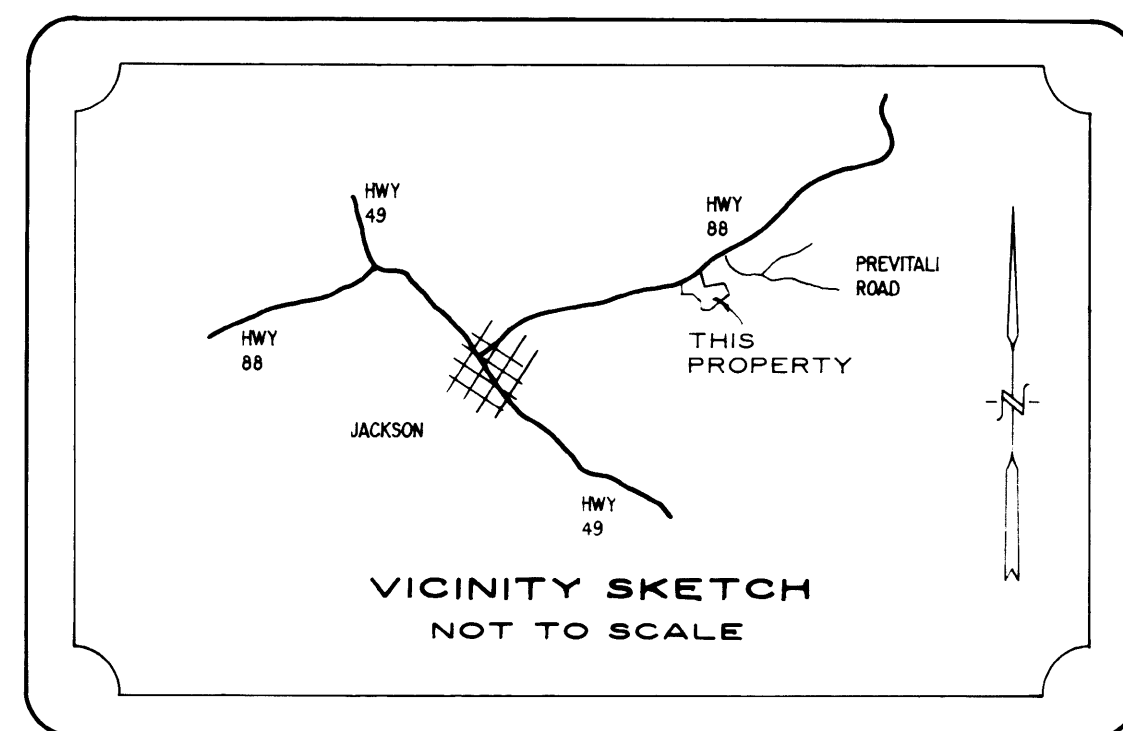 HWY
49
HWY
88
PREVITALI
ROAD
HWY
88
THIS
PROPERTY
JACKSON
HWY
49
N
VICINITY SKETCH
NOT TO SCALE